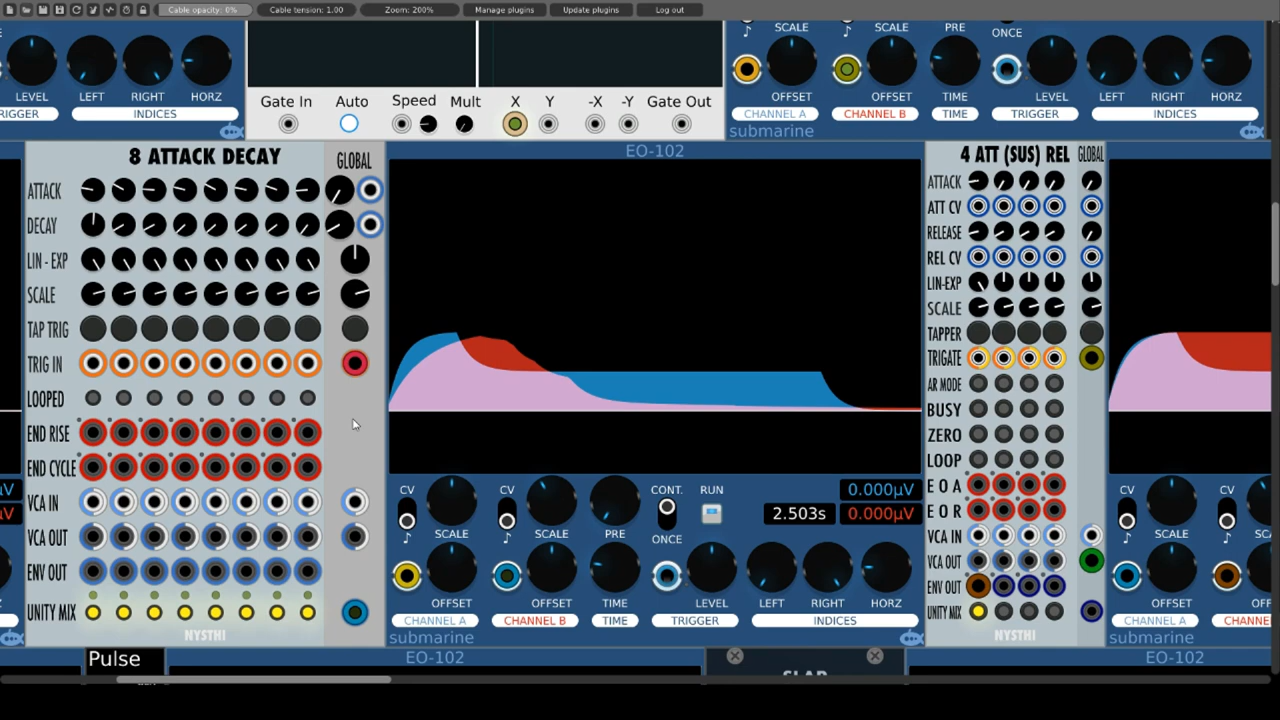 Cable opacity: 0%
Cable tension: 1.00
Zoom: 200%
Manage plugins
Update plugins
Log out
LEVEL LEFT RIGHT HORZ
INDICES
Gate In Auto Speed Mult X Y -X -Y Gate Out
♪ SCALE ♪ SCALE PRE ONCE
OFFSET OFFSET TIME LEVEL LEFT RIGHT HORZ
CHANNEL A CHANNEL B TIME TRIGGER INDICES
submarine
8 ATTACK DECAY
GLOBAL
ATTACK
DECAY
LIN - EXP
SCALE
TAP TRIG
TRIG IN
LOOPED
END RISE
END CYCLE
VCA IN
VCA OUT
ENV OUT
UNITY MIX
NYSTHI
EO-102
CV CV CONT. RUN 0.000µV
2.503s 0.000µV
♪ SCALE ♪ SCALE PRE ONCE
OFFSET OFFSET TIME LEVEL LEFT RIGHT HORZ
CHANNEL A CHANNEL B TIME TRIGGER INDICES
submarine
4 ATT (SUS) REL GLOBAL
ATTACK
ATT CV
RELEASE
REL CV
LIN-EXP
SCALE
TAPPER
TRIGATE
AR MODE
BUSY
ZERO
LOOP
E O A
E O R
VCA IN
VCA OUT
ENV OUT
UNITY MIX
NYSTHI
CV CV
♪ SCALE ♪
OFFSET OFFSET
CHANNEL A
submarine
Pulse
EO-102
EO-102